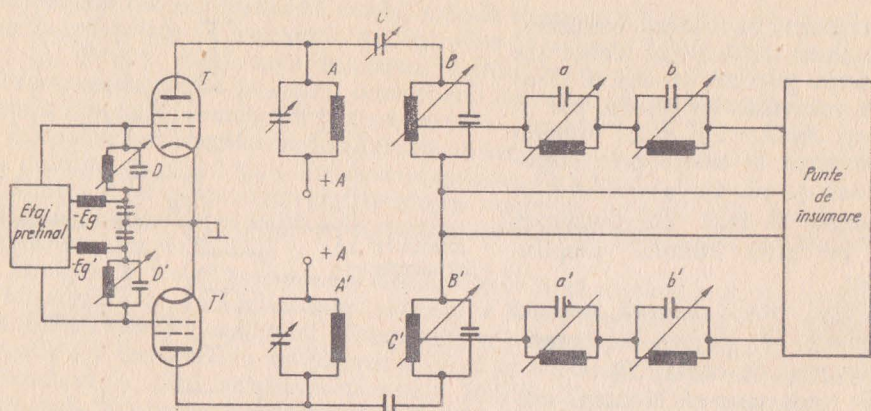 C
T
A
B
a
b
D
+A
Etaj
prefinal
-Eg
-Eg'
Punte
de
însumare
+A
D'
T'
A'
B'
a'
b'
C'